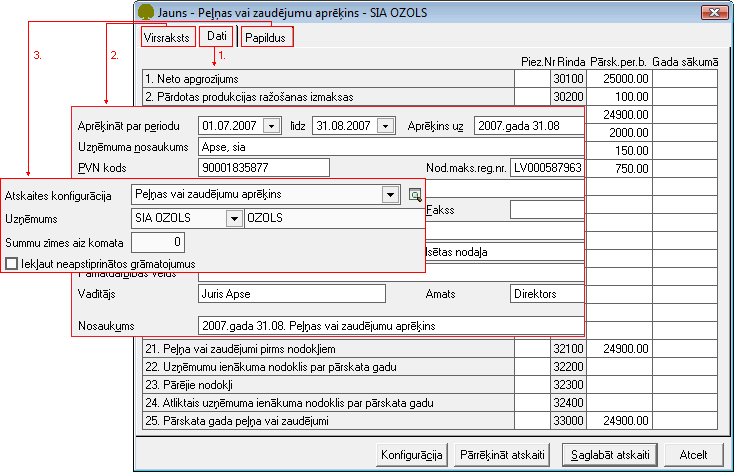 Jauns - Peļņas vai zaudējumu aprēķins - SIA OZOLS
3.
Virsraksts Dati Papildus
2.
1.
Piez.Nr Rinda Pārsk.per.b. Gada sākumā
1. Neto apgrozījums 30100 25000.00
2. Pārdotas produkcijas ražošanas izmaksas 30200 100.00
24900.00
Aprēķināt par periodu 01.07.2007 līdz 31.08.2007 Aprēķins uz 2007.gada 31.08
2000.00
Uzņēmuma nosaukums Apse, sia
150.00
PVN kods 90001835877 Nod.maks.reg.nr. LV000587963
750.00
Atskaites konfigurācija Peļņas vai zaudējumu aprēķins
Uzņēmums SIA OZOLS OZOLS
Fakss
Summu zīmes aiz komata 0
lsētas nodaļa
Iekļaut neapstiprinātos grāmatojumus
Pamatdarbības veids
Vadītājs Juris Apse Amats Direktors
Nosaukums 2007.gada 31.08. Peļņas vai zaudējumu aprēķins
21. Peļņa vai zaudējumi pirms nodokļiem 32100 24900.00
22. Uzņēmumu ienākuma nodoklis par pārskata gadu 32200
23. Pārējie nodokļi 32300
24. Atliktais uzņēmuma ienākuma nodoklis par pārskata gadu 32400
25. Pārskata gada peļņa vai zaudējumi 33000 24900.00
Konfigurācija Pārrēķināt atskaiti Saglabāt atskaiti Atcelt